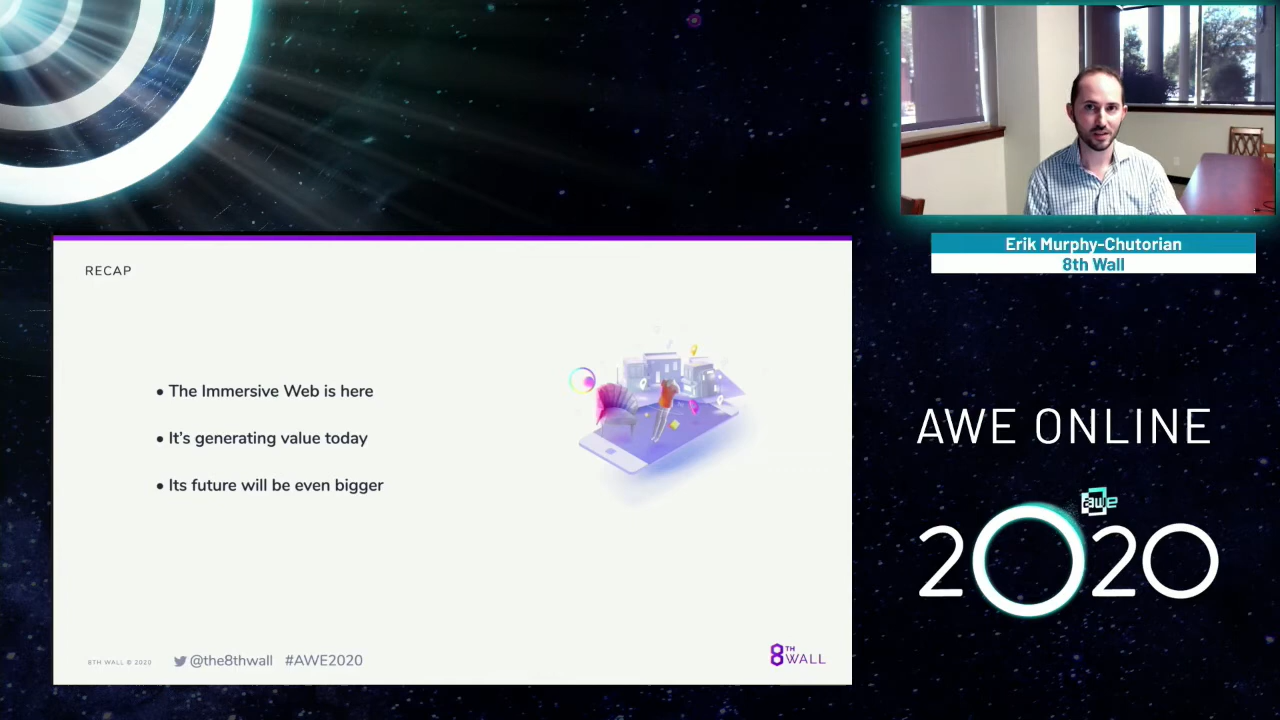 Erik Murphy-Chutorian
8th Wall
RECAP
• The Immersive Web is here
• It's generating value today
• Its future will be even bigger
8TH WALL © 2020
@the8thwall #AWE2020
8TH WALL
AWE ONLINE
awe
2020